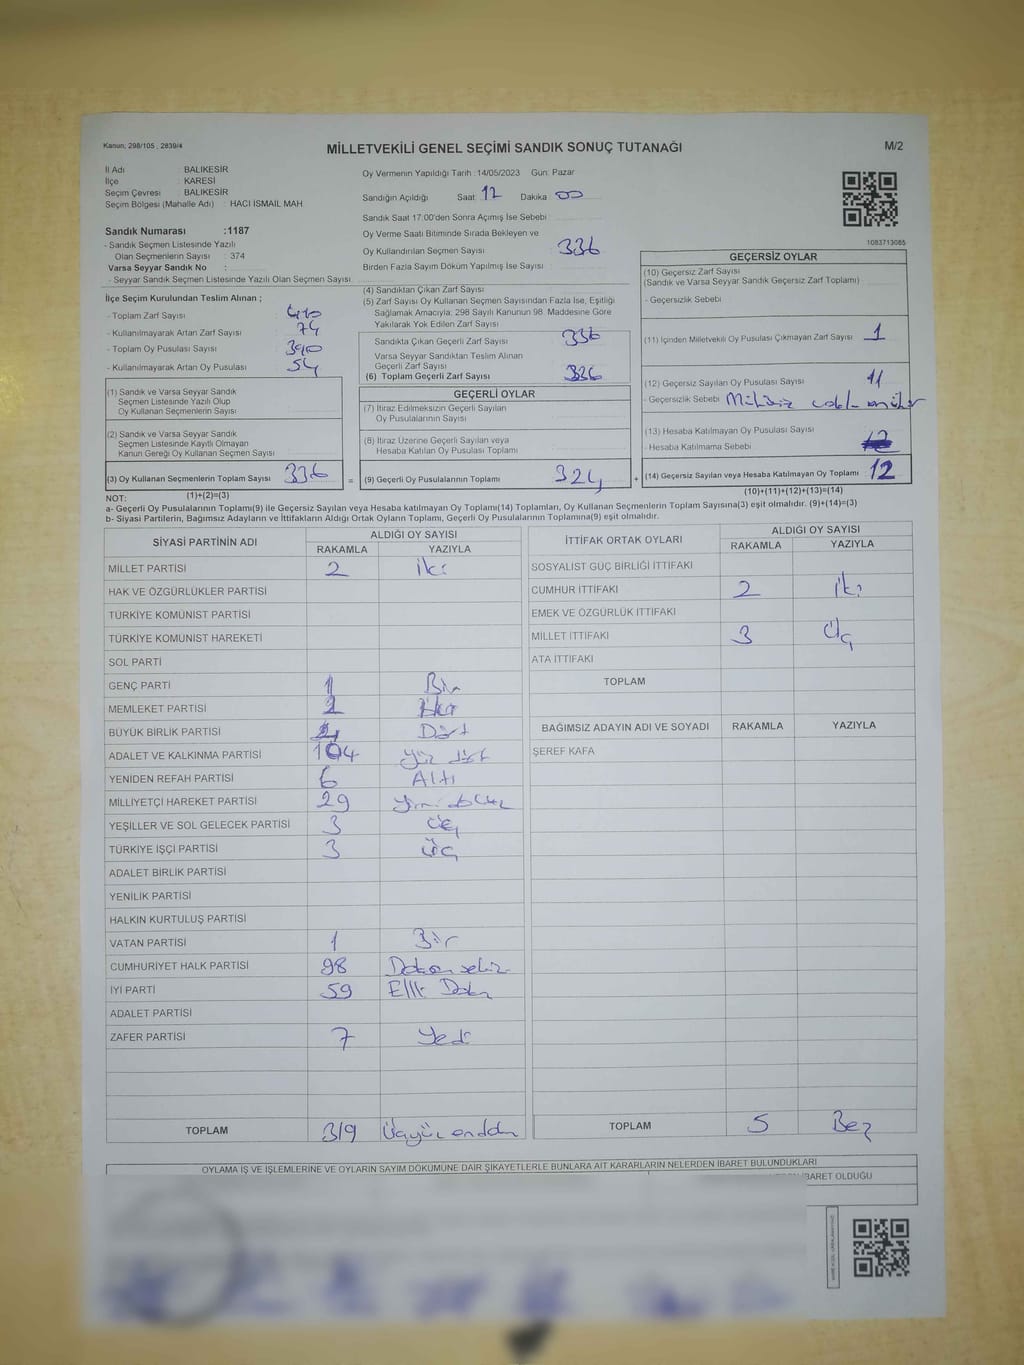 Kanun; 298/105 , 2839/4
MİLLETVEKİLİ GENEL SEÇİMİ SANDIK SONUÇ TUTANAĞI
M/2
İl Adı : BALIKESİR
İlçe : KARESİ
Seçim Çevresi : BALIKESİR
Seçim Bölgesi (Mahalle Adı) : HACI İSMAİL MAH
Sandık Numarası :1187
- Sandık Seçmen Listesinde Yazılı
Olan Seçmenlerin Sayısı : 374
Varsa Seyyar Sandık No :
- Seyyar Sandık Seçmen Listesinde Yazılı Olan Seçmen Sayısı :
İlçe Seçim Kurulundan Teslim Alınan ;
- Toplam Zarf Sayısı : 410
- Kullanılmayarak Artan Zarf Sayısı : 74
- Toplam Oy Pusulası Sayısı : 390
- Kullanılmayarak Artan Oy Pusulası : 54
Oy Vermenin Yapıldığı Tarih : 14/05/2023 Gün: Pazar
Sandığın Açıldığı Saat: 17 Dakika 00
Sandık Saat 17.00'den Sonra Açımış İse Sebebi :
Oy Verme Saati Bitiminde Sırada Bekleyen ve
Oy Kullandırılan Seçmen Sayısı : 336
Birden Fazla Sayım Döküm Yapılmış İse Sayısı :
(4) Sandıktan Çıkan Zarf Sayısı :
(5) Zarf Sayısı Oy Kullanan Seçmen Sayısından Fazla İse, Eşitliği
Sağlamak Amacıyla; 298 Sayılı Kanunun 98. Maddesine Göre
Yakılarak Yok Edilen Zarf Sayısı :
Sandıkta Çıkan Geçerli Zarf Sayısı : 336
Varsa Seyyar Sandıktan Teslim Alınan
Geçerli Zarf Sayısı :
(6) Toplam Geçerli Zarf Sayısı : 336
1083713085
GEÇERSİZ OYLAR
(10) Geçersiz Zarf Sayısı
(Sandık ve Varsa Seyyar Sandık Geçersiz Zarf Toplamı) :
- Geçersizlik Sebebi :
(11) İçinden Milletvekili Oy Pusulası Çıkmayan Zarf Sayısı : 1
(12) Geçersiz Sayılan Oy Pusulası Sayısı : 11
- Geçersizlik Sebebi : Mühürsüz
(13) Hesaba Katılmayan Oy Pusulası Sayısı :
- Hesaba Katılmama Sebebi :
(14) Geçersiz Sayılan veya Hesaba Katılmayan Oy Toplamı : 12
(10)+(11)+(12)+(13)=(14)
(1) Sandık ve Varsa Seyyar Sandık
Seçmen Listesinde Yazılı Olup
Oy Kullanan Seçmenlerin Sayısı :
(2) Sandık ve Varsa Seyyar Sandık
Seçmen Listesinde Kayıtlı Olmayan
Kanun Gereği Oy Kullanan Seçmen Sayısı :
(3) Oy Kullanan Seçmenlerin Toplam Sayısı : 336
(1)+(2)=(3)
=
GEÇERLİ OYLAR
(7) İtiraz Edilmeksizin Geçerli Sayılan
Oy Pusulalarının Sayısı :
(8) İtiraz Üzerine Geçerli Sayılan veya
Hesaba Katılan Oy Pusulası Toplamı :
(9) Geçerli Oy Pusulalarının Toplamı : 324
+
NOT:
a- Geçerli Oy Pusulalarının Toplamı(9) ile Geçersiz Sayılan veya Hesaba katılmayan Oy Toplamı(14) Toplamları, Oy Kullanan Seçmenlerin Toplam Sayısına(3) eşit olmalıdır. (9)+(14)=(3)
b- Siyasi Partilerin, Bağımsız Adayların ve İttifakların Aldığı Ortak Oyların Toplamı, Geçerli Oy Pusulalarının Toplamına(9) eşit olmalıdır.
SİYASİ PARTİNİN ADI
ALDIĞI OY SAYISI
RAKAMLA YAZIYLA
MİLLET PARTİSİ 2 İki
HAK VE ÖZGÜRLÜKLER PARTİSİ
TÜRKİYE KOMÜNİST PARTİSİ
TÜRKİYE KOMÜNİST HAREKETİ
SOL PARTİ
GENÇ PARTİ 1 Bir
MEMLEKET PARTİSİ 2 İki
BÜYÜK BİRLİK PARTİSİ 4 Dört
ADALET VE KALKINMA PARTİSİ 104 Yüz dört
YENİDEN REFAH PARTİSİ 6 Altı
MİLLİYETÇİ HAREKET PARTİSİ 29 Yirmi dokuz
YEŞİLLER VE SOL GELECEK PARTİSİ 3 Üç
TÜRKİYE İŞÇİ PARTİSİ 3 Üç
ADALET BİRLİK PARTİSİ
YENİLİK PARTİSİ
HALKIN KURTULUŞ PARTİSİ
VATAN PARTİSİ 1 Bir
CUMHURİYET HALK PARTİSİ 98 Doksan sekiz
İYİ PARTİ 59 Elli Dokuz
ADALET PARTİSİ
ZAFER PARTİSİ 7 Yedi
TOPLAM 319 Üçyüz ondokuz
İTTİFAK ORTAK OYLARI
ALDIĞI OY SAYISI
RAKAMLA YAZIYLA
SOSYALİST GÜÇ BİRLİĞİ İTTİFAKI
CUMHUR İTTİFAKI 2 İki
EMEK VE ÖZGÜRLÜK İTTİFAKI
MİLLET İTTİFAKI 3 Üç
ATA İTTİFAKI
TOPLAM
BAĞIMSIZ ADAYIN ADI VE SOYADI RAKAMLA YAZIYLA
ŞEREF KAFA
TOPLAM 5 Beş
OYLAMA İŞ VE İŞLEMLERİNE VE OYLARIN SAYIM DÖKÜMÜNE DAİR ŞİKAYETLERLE BUNLARA AİT KARARLARIN NELERDEN İBARET BULUNDUKLARI
İBARET OLDUĞU